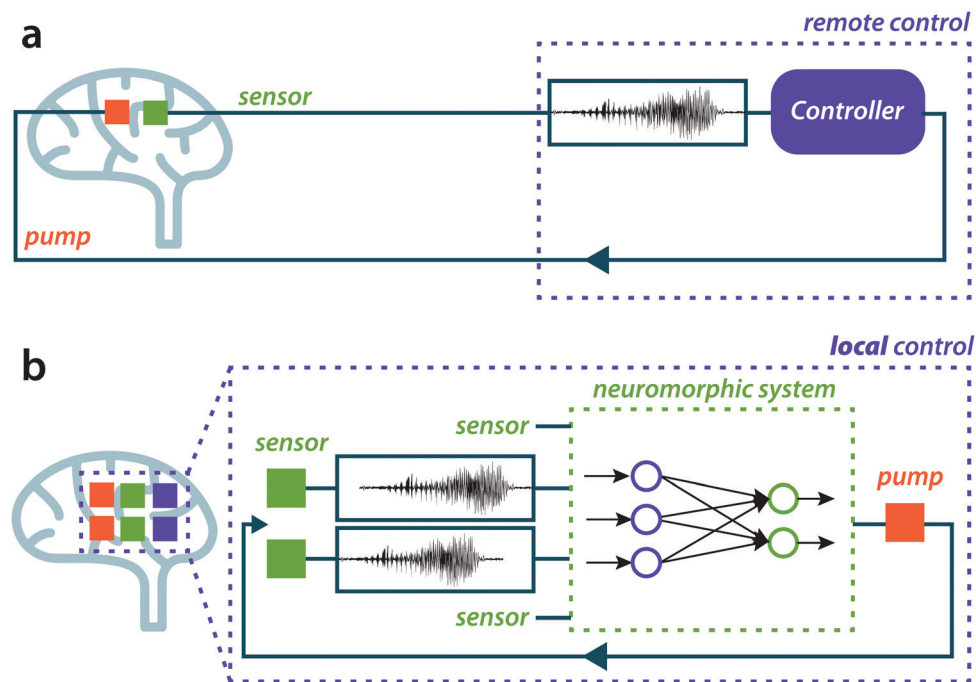 a
remote control
sensor
Controller
pump
b
local control
neuromorphic system
sensor
sensor
pump
sensor